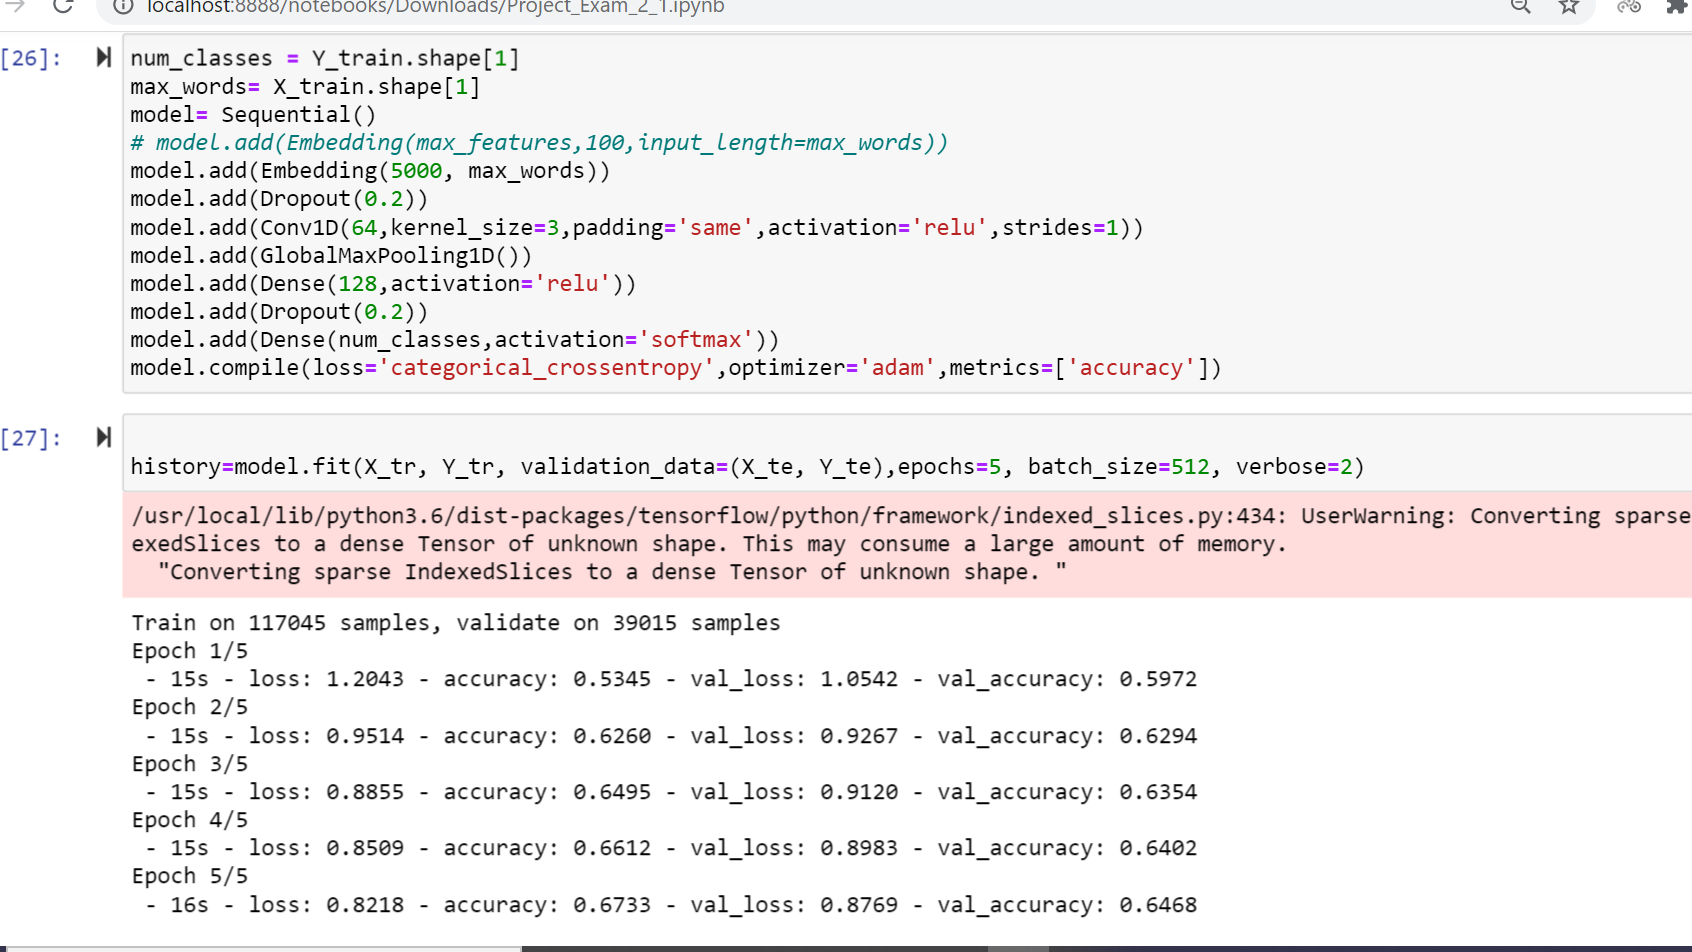 localhost:8888/notebooks/Downloads/Project_Exam_2_1.ipynb
[26]:
num_classes = Y_train.shape[1]
max_words= X_train.shape[1]
model= Sequential()
# model.add(Embedding(max_features,100,input_length=max_words))
model.add(Embedding(5000, max_words))
model.add(Dropout(0.2))
model.add(Conv1D(64,kernel_size=3,padding='same',activation='relu',strides=1))
model.add(GlobalMaxPooling1D())
model.add(Dense(128,activation='relu'))
model.add(Dropout(0.2))
model.add(Dense(num_classes,activation='softmax'))
model.compile(loss='categorical_crossentropy',optimizer='adam',metrics=['accuracy'])
[27]:
history=model.fit(X_tr, Y_tr, validation_data=(X_te, Y_te),epochs=5, batch_size=512, verbose=2)
/usr/local/lib/python3.6/dist-packages/tensorflow/python/framework/indexed_slices.py:434: UserWarning: Converting sparse
exedSlices to a dense Tensor of unknown shape. This may consume a large amount of memory.
"Converting sparse IndexedSlices to a dense Tensor of unknown shape. "
Train on 117045 samples, validate on 39015 samples
Epoch 1/5
- 15s - loss: 1.2043 - accuracy: 0.5345 - val_loss: 1.0542 - val_accuracy: 0.5972
Epoch 2/5
- 15s - loss: 0.9514 - accuracy: 0.6260 - val_loss: 0.9267 - val_accuracy: 0.6294
Epoch 3/5
- 15s - loss: 0.8855 - accuracy: 0.6495 - val_loss: 0.9120 - val_accuracy: 0.6354
Epoch 4/5
- 15s - loss: 0.8509 - accuracy: 0.6612 - val_loss: 0.8983 - val_accuracy: 0.6402
Epoch 5/5
- 16s - loss: 0.8218 - accuracy: 0.6733 - val_loss: 0.8769 - val_accuracy: 0.6468